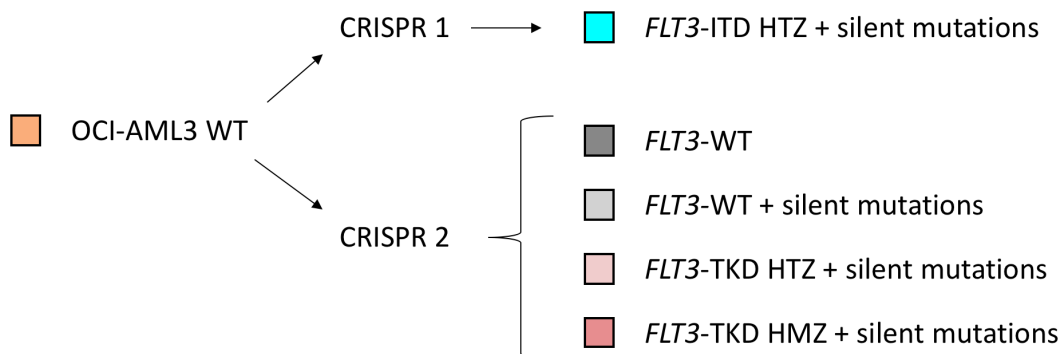 CRISPR 1
FLT3-ITD HTZ + silent mutations
OCI-AML3 WT
FLT3-WT
FLT3-WT + silent mutations
CRISPR 2
FLT3-TKD HTZ + silent mutations
FLT3-TKD HMZ + silent mutations